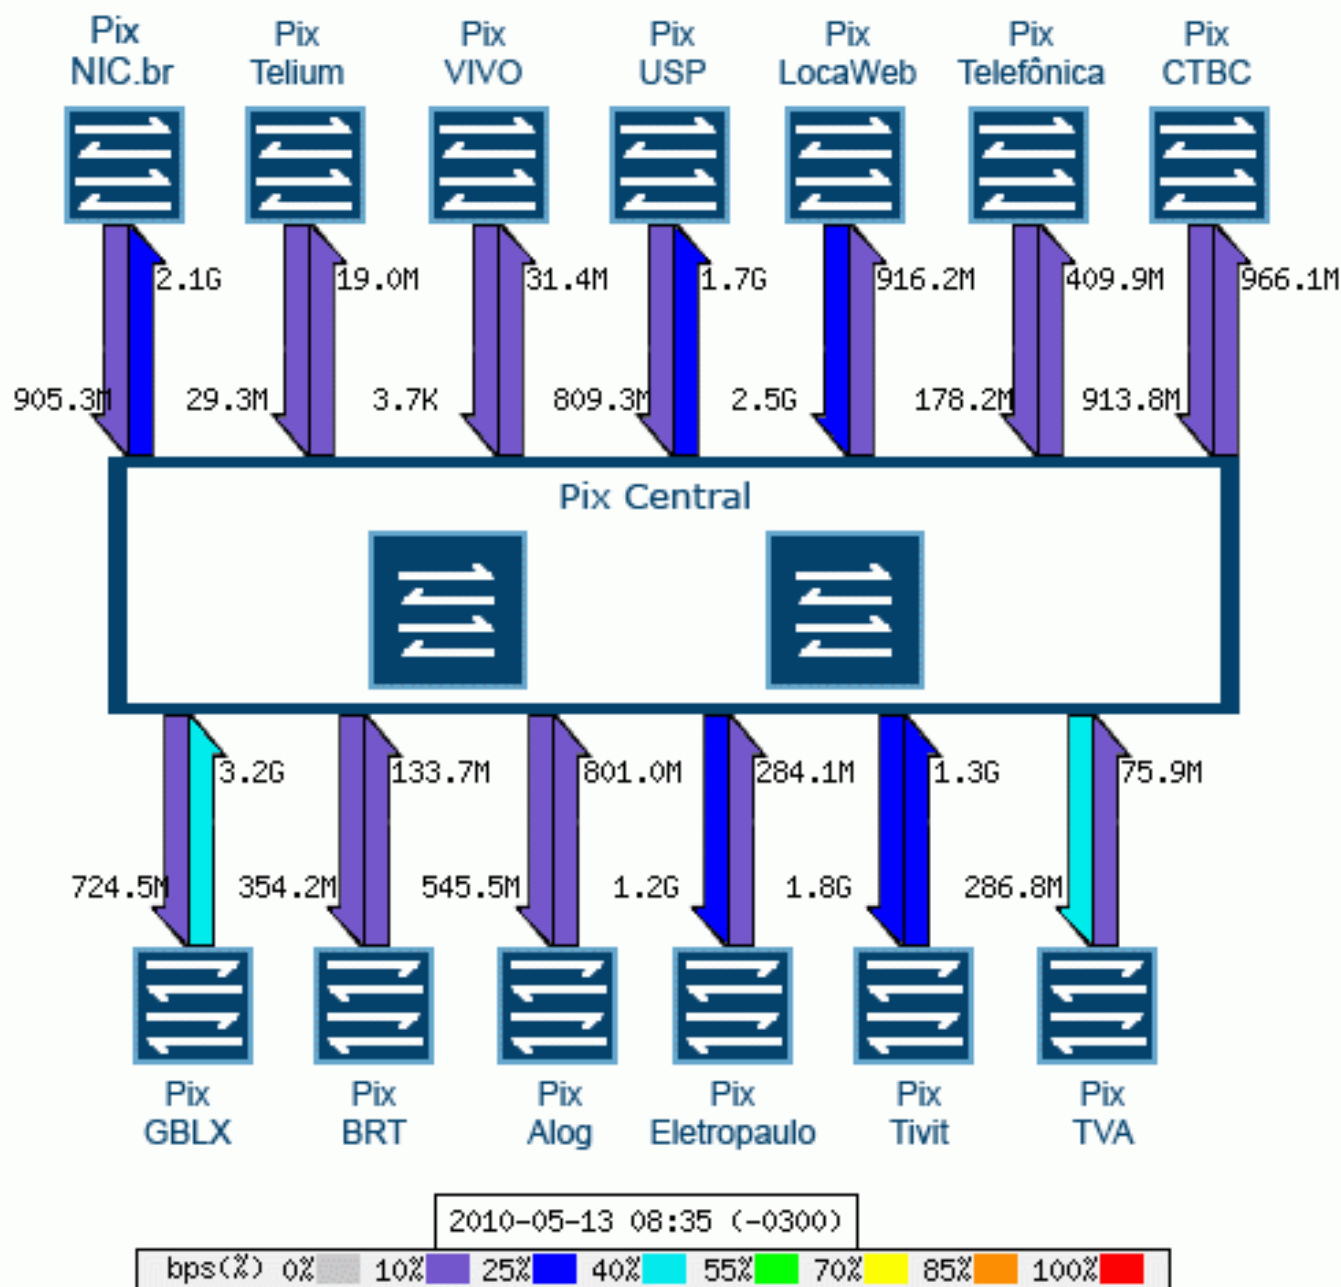 Pix
NIC.br
Pix
Telium
Pix
VIVO
Pix
USP
Pix
LocaWeb
Pix
Telefônica
Pix
CTBC
2.1G
19.0M
31.4M
1.7G
916.2M
409.9M
966.1M
905.3M
29.3M
3.7K
809.3M
2.5G
178.2M
913.8M
Pix Central
3.2G
133.7M
801.0M
284.1M
1.3G
75.9M
724.5M
354.2M
545.5M
1.2G
1.8G
286.8M
Pix
GBLX
Pix
BRT
Pix
Alog
Pix
Eletropaulo
Pix
Tivit
Pix
TVA
2010-05-13 08:35 (-0300)
bps(%) 0% 10% 25% 40% 55% 70% 85% 100%